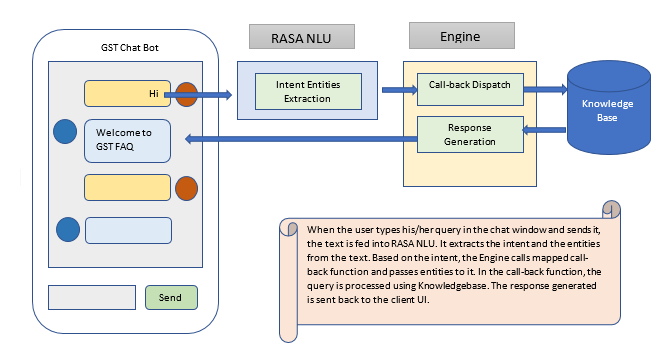 GST Chat Bot
RASA NLU
Engine
Hi
Intent Entities
Extraction
Call-back Dispatch
Knowledge
Base
Welcome to
GST FAQ
Response
Generation
Send
When the user types his/her query in the chat window and sends it,
the text is fed into RASA NLU. It extracts the intent and the entities
from the text. Based on the intent, the Engine calls mapped call-
back function and passes entities to it. In the call-back function, the
query is processed using Knowledgebase. The response generated
is sent back to the client UI.